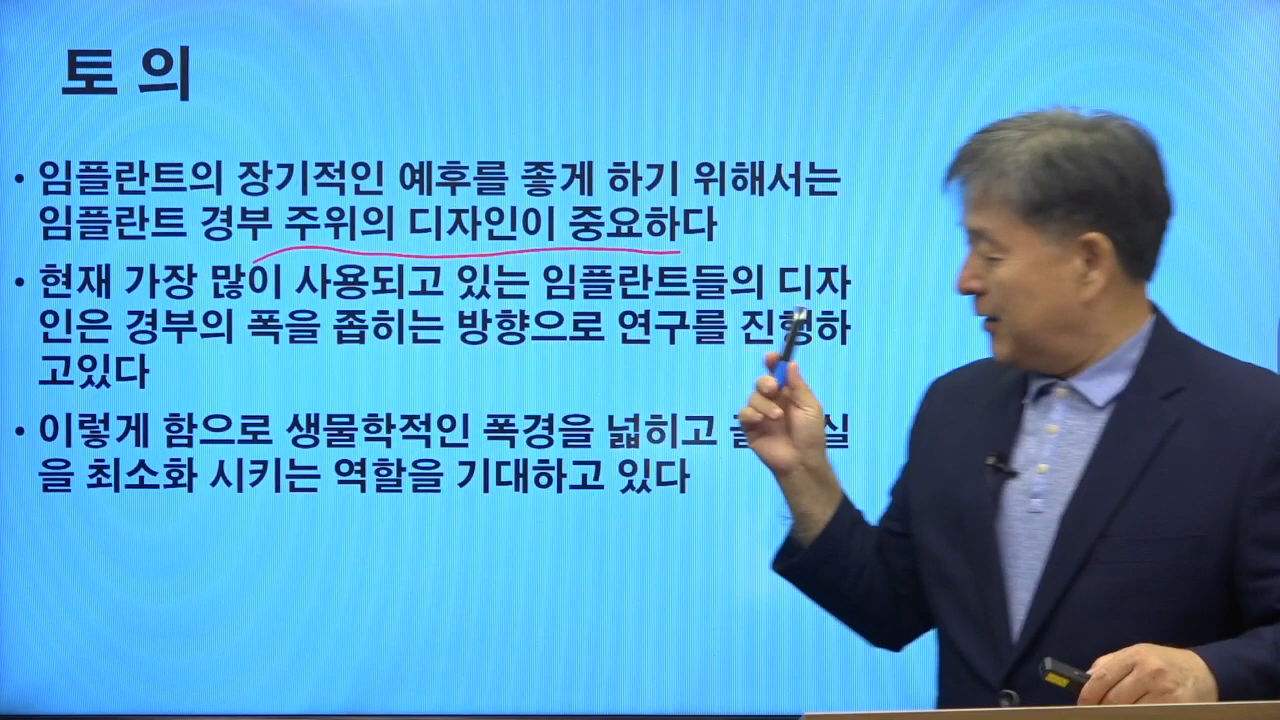 토 의
• 임플란트의 장기적인 예후를 좋게 하기 위해서는
임플란트 경부 주위의 디자인이 중요하다
• 현재 가장 많이 사용되고 있는 임플란트들의 디자
인은 경부의 폭을 좁히는 방향으로 연구를 진행하
고있다
• 이렇게 함으로 생물학적인 폭경을 넓히고
을 최소화 시키는 역할을 기대하고 있다